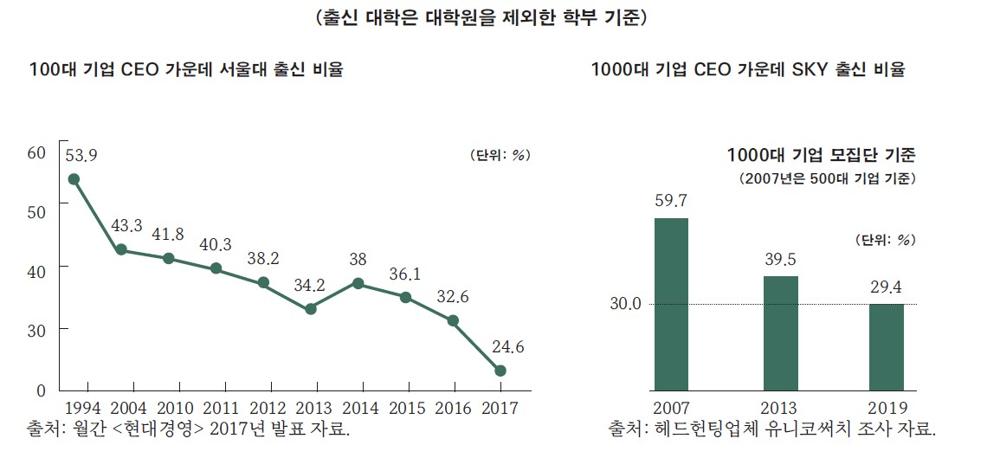 (출신 대학은 대학원을 제외한 학부 기준)
100대 기업 CEO 가운데 서울대 출신 비율
(단위: %)
60
50
40
30
0
53.9
43.3
41.8
40.3
38.2
34.2
38
36.1
32.6
24.6
1994 2004 2010 2011 2012 2013 2014 2015 2016 2017
출처: 월간 <현대경영> 2017년 발표 자료.
1000대 기업 CEO 가운데 SKY 출신 비율
1000대 기업 모집단 기준
(2007년은 500대 기업 기준)
(단위: %)
59.7
39.5
29.4
30.0
2007 2013 2019
출처: 헤드헌팅업체 유니코써치 조사 자료.